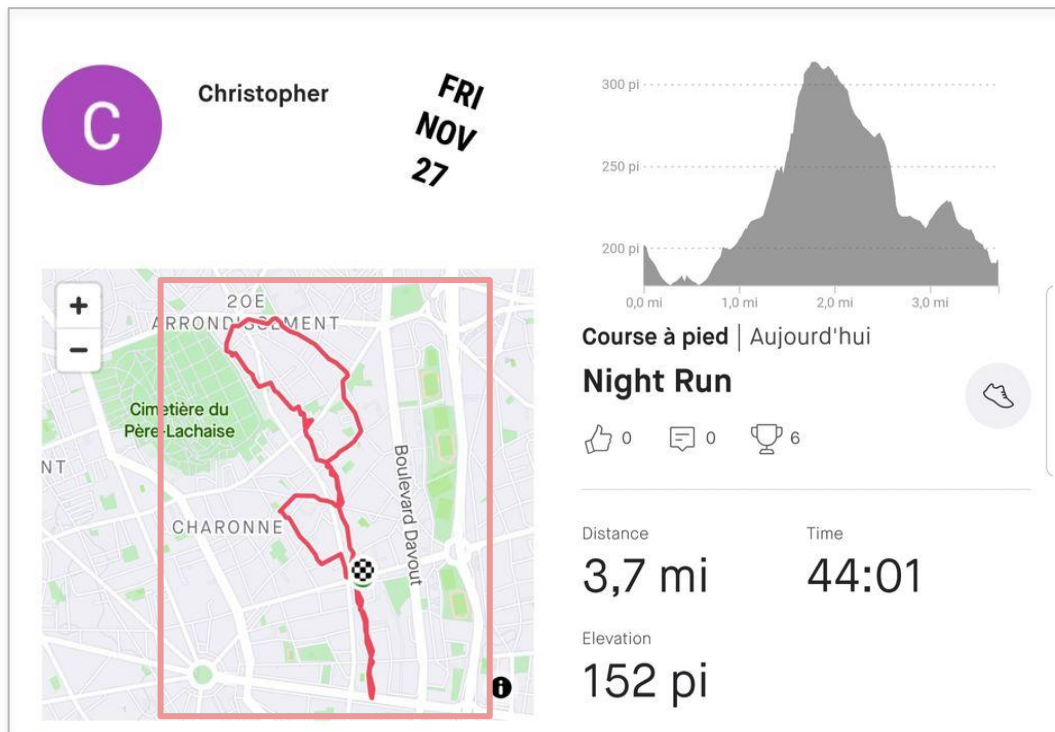 C
Christopher
FRI
NOV
27
300 pi
250 pi
200 pi
0,0 mi
1,0 mi
2,0 mi
3,0 mi
+
−
20E
ARRONDISSEMENT
Cimetière du
Père-Lachaise
NT
CHARONNE
Boulevard Davout
i
Course à pied | Aujourd'hui
Night Run
0
0
6
Distance
Time
3,7 mi
44:01
Elevation
152 pi